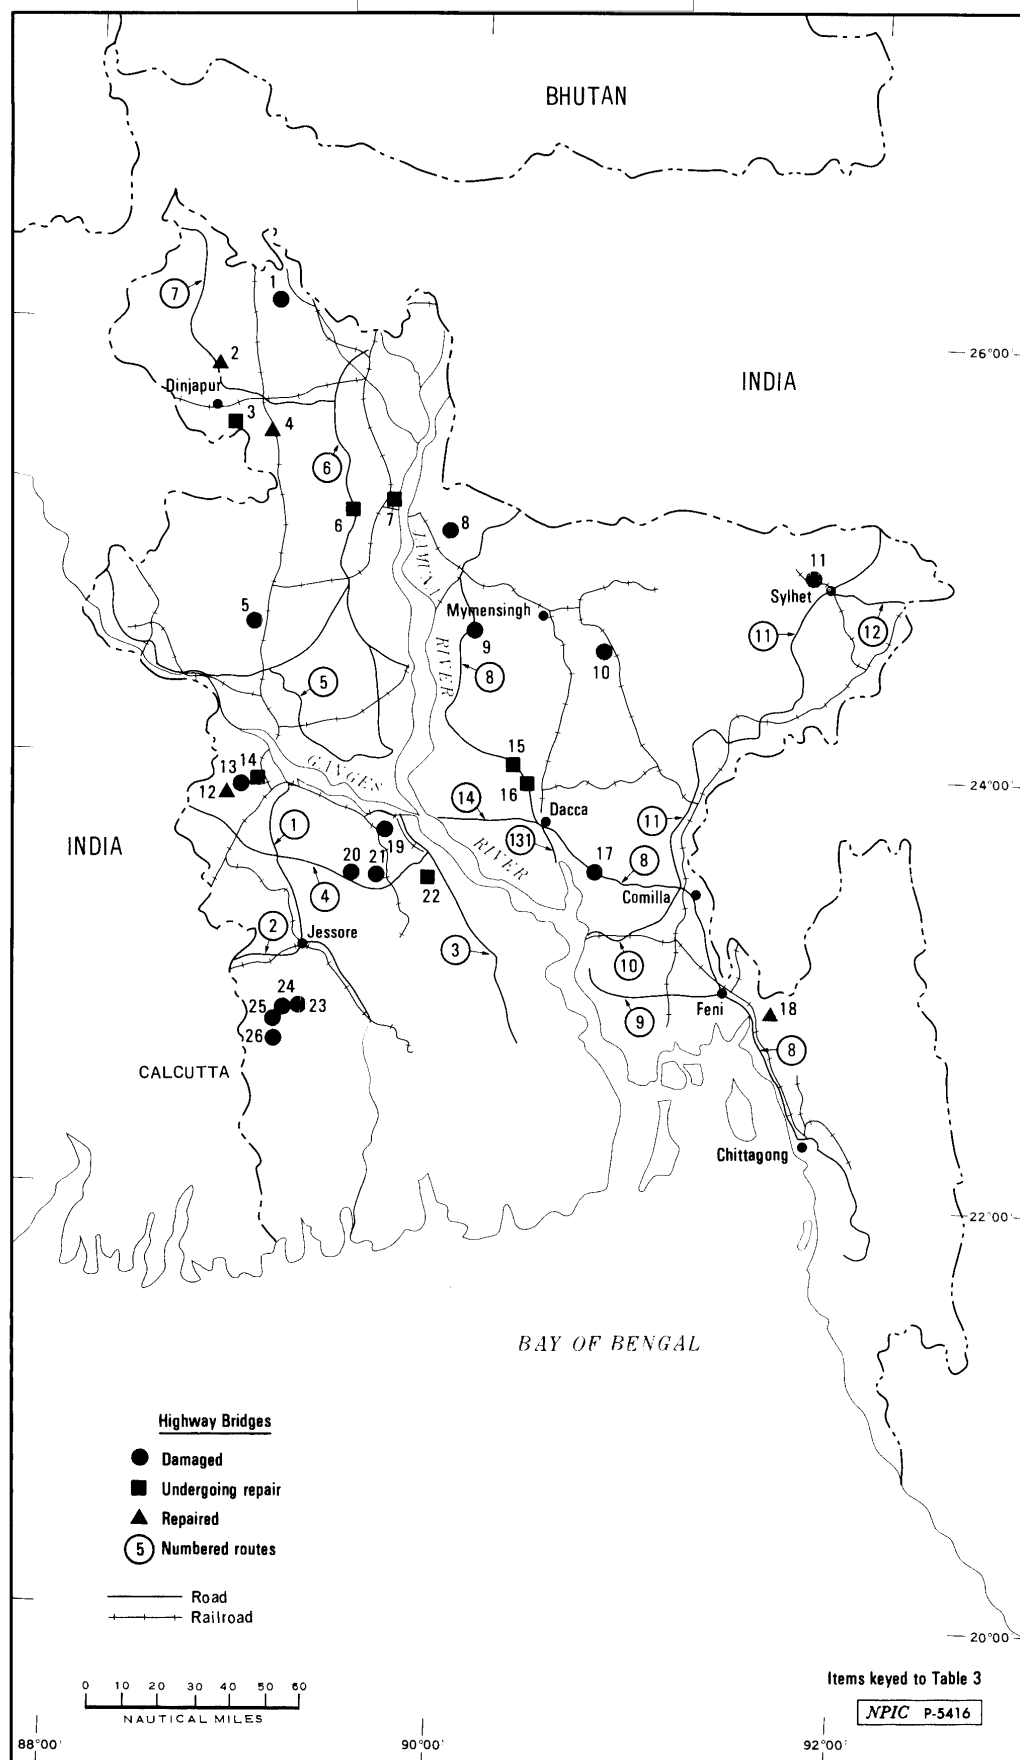 BHUTAN
1
7
2
26°00'
Dinjapur
INDIA
3
4
6
6
7
8
JAMUNA
RIVER
11
Sylhet
Mymensingh
5
9
11
12
10
8
5
15
14
13
GANGES
16
12
24°00'
14
Dacca
1
11
INDIA
19
RIVER
131
17
8
20
21
4
22
Comilla
2
Jessore
3
10
24
25
23
Feni
18
9
26
8
CALCUTTA
Chittagong
22°00'
BAY OF BENGAL
Highway Bridges
Damaged
Undergoing repair
Repaired
5 Numbered routes
Road
Railroad
20°00'
Items keyed to Table 3
0 10 20 30 40 50 60
NAUTICAL MILES
NPIC P-5416
88°00'
90°00'
92°00'